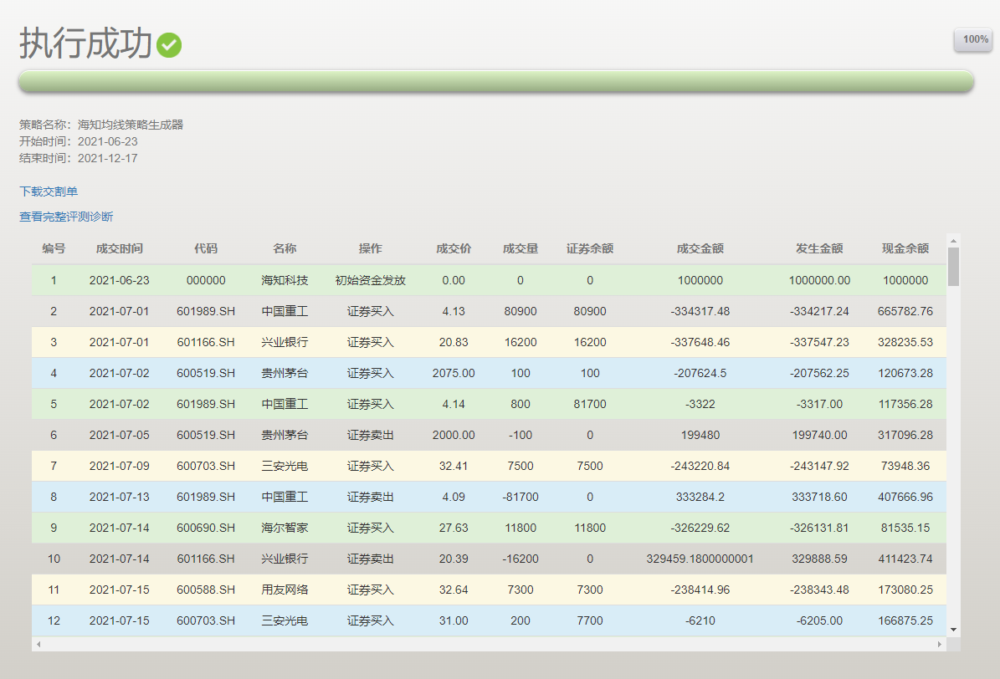 执行成功
100%
策略名称：海知均线策略生成器
开始时间：2021-06-23
结束时间：2021-12-17
下载交割单
查看完整评测诊断
编号 成交时间 代码 名称 操作 成交价 成交量 证券余额 成交金额 发生金额 现金余额
1 2021-06-23 000000 海知科技 初始资金发放 0.00 0 0 1000000 1000000.00 1000000
2 2021-07-01 601989.SH 中国重工 证券买入 4.13 80900 80900 -334317.48 -334217.24 665782.76
3 2021-07-01 601166.SH 兴业银行 证券买入 20.83 16200 16200 -337648.46 -337547.23 328235.53
4 2021-07-02 600519.SH 贵州茅台 证券买入 2075.00 100 100 -207624.5 -207562.25 120673.28
5 2021-07-02 601989.SH 中国重工 证券买入 4.14 800 81700 -3322 -3317.00 117356.28
6 2021-07-05 600519.SH 贵州茅台 证券卖出 2000.00 -100 0 199480 199740.00 317096.28
7 2021-07-09 600703.SH 三安光电 证券买入 32.41 7500 7500 -243220.84 -243147.92 73948.36
8 2021-07-13 601989.SH 中国重工 证券卖出 4.09 -81700 0 333284.2 333718.60 407666.96
9 2021-07-14 600690.SH 海尔智家 证券买入 27.63 11800 11800 -326229.62 -326131.81 81535.15
10 2021-07-14 601166.SH 兴业银行 证券卖出 20.39 -16200 0 329459.1800000001 329888.59 411423.74
11 2021-07-15 600588.SH 用友网络 证券买入 32.64 7300 7300 -238414.96 -238343.48 173080.25
12 2021-07-15 600703.SH 三安光电 证券买入 31.00 200 7700 -6210 -6205.00 166875.25